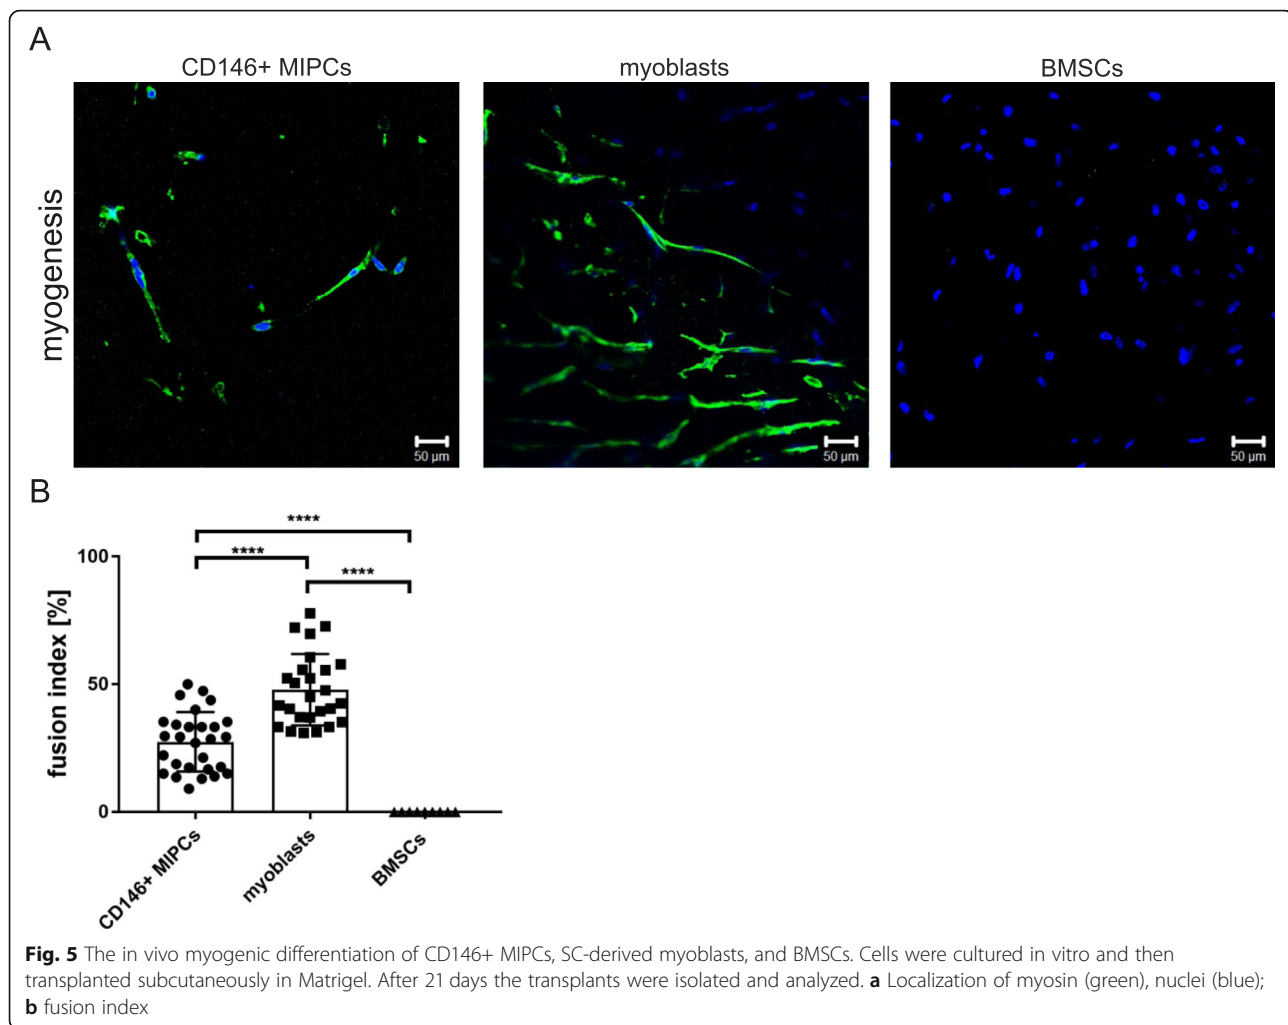 A
CD146+ MIPCs
myoblasts
BMSCs
myogenesis
50 µm
50 µm
50 µm
B
****
****
****
100
50
0
fusion index [%]
CD146+ MIPCs
myoblasts
BMSCs
Fig. 5 The in vivo myogenic differentiation of CD146+ MIPCs, SC-derived myoblasts, and BMSCs. Cells were cultured in vitro and then
transplanted subcutaneously in Matrigel. After 21 days the transplants were isolated and analyzed. a Localization of myosin (green), nuclei (blue);
b fusion index